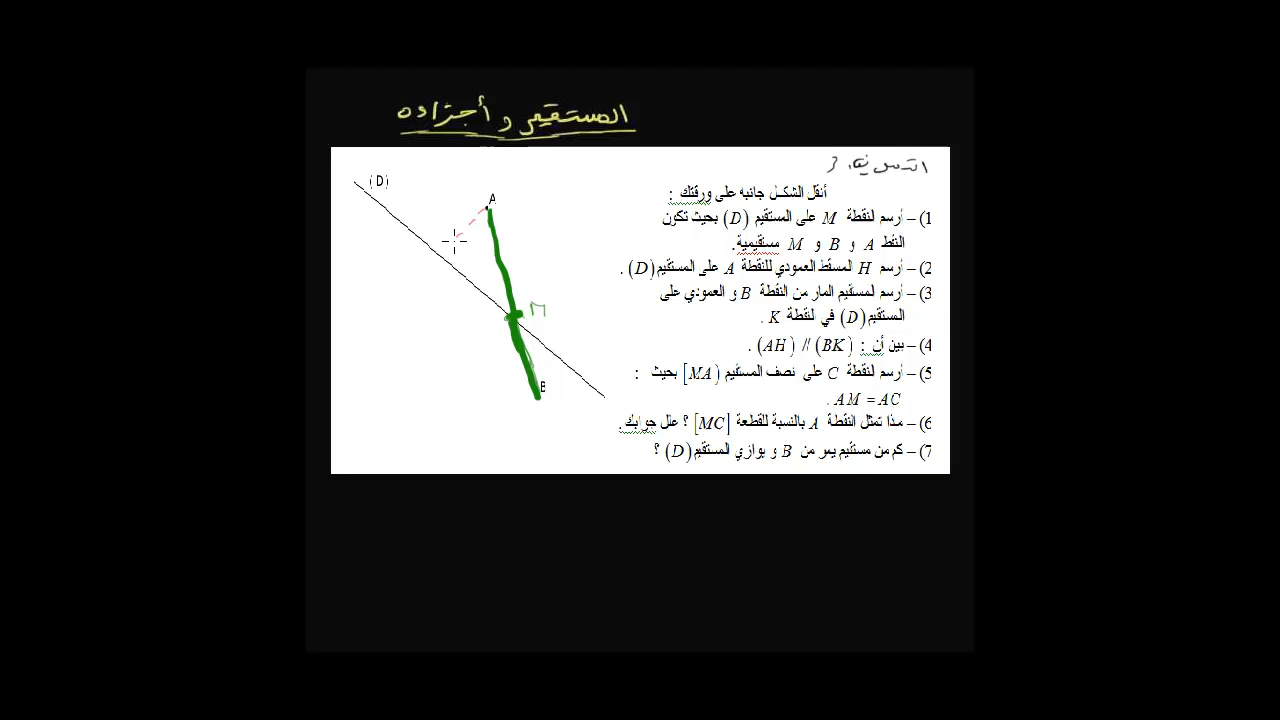 المستقيم و أجزاءه
التمرين 3
أنقل الشكل جانبه على ورقتك :
1) – أرسم النقطة M على المستقيم (D) بحيث تكون
النقط A و B و M مستقيمية.
2) – أرسم H المسقط العمودي للنقطة A على المستقيم (D) .
3) – أرسم المستقيم المار من النقطة B و العمودي على
المستقيم (D) في النقطة K .
4) – بين أن : (AH) // (BK) .
5) – أرسم النقطة C على نصف المستقيم [MA) بحيث :
AM = AC .
6) – ماذا تمثل النقطة A بالنسبة للقطعة [MC] ؟ علل جوابك.
7) – كم من مستقيم يمر من B و يوازي المستقيم (D) ؟
(D)
A
M
B